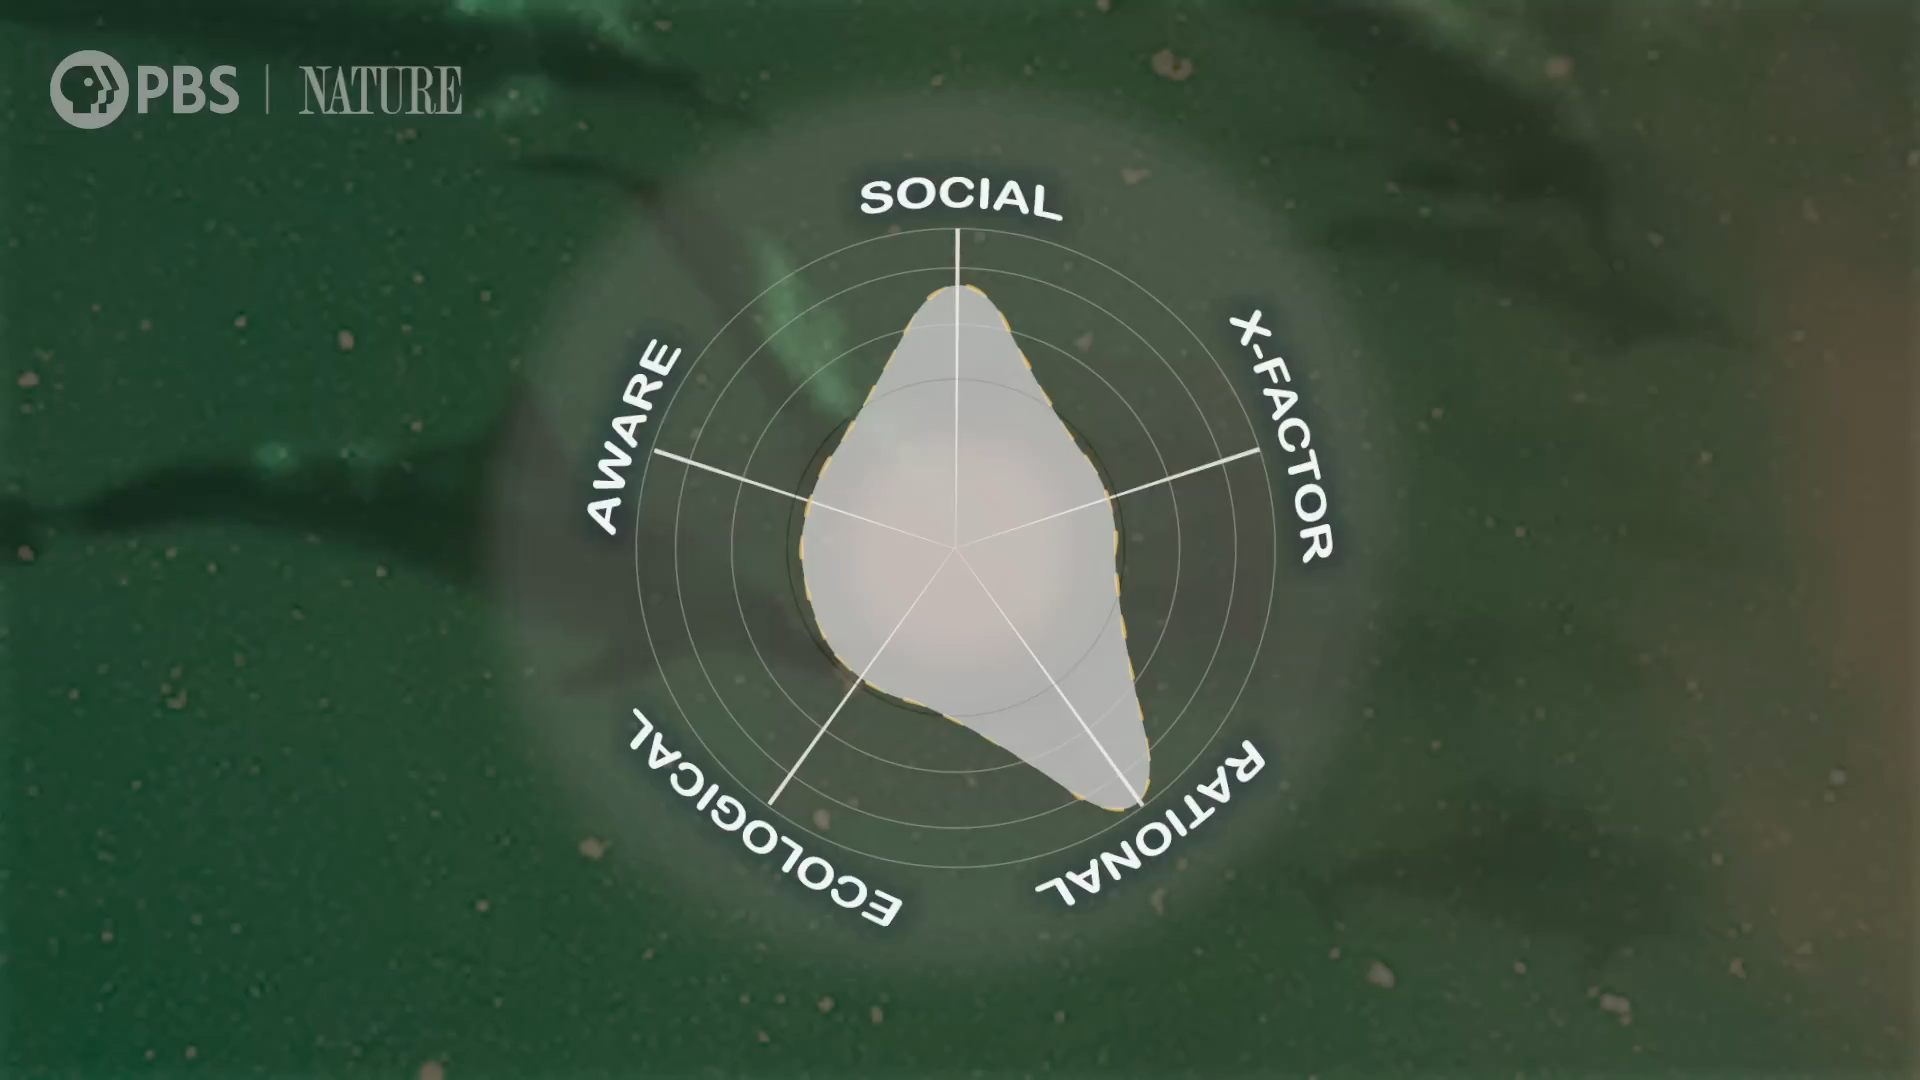 PBS | NATURE
SOCIAL
X-FACTOR
AWARE
RATIONAL
ECOLOGICAL